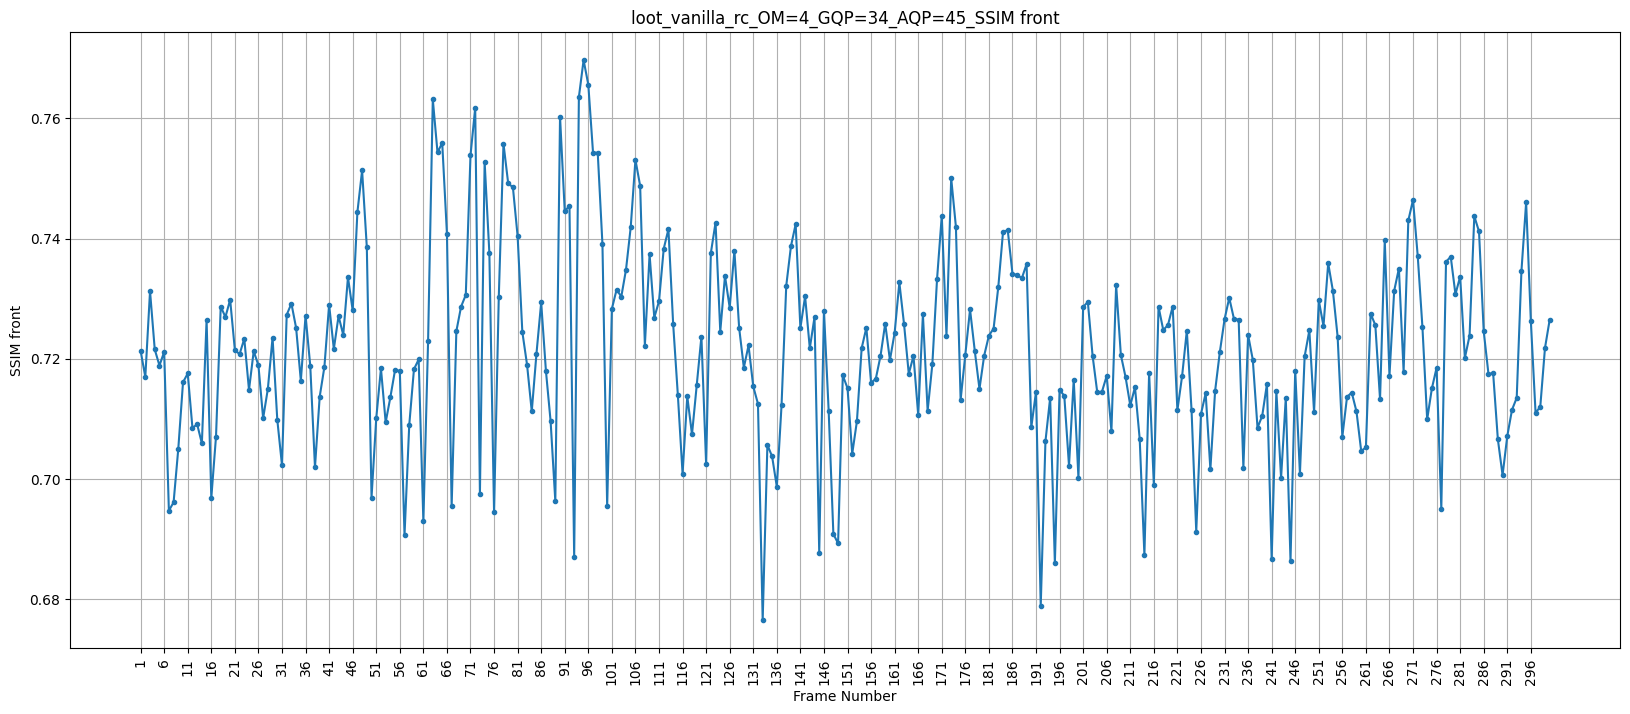 loot_vanilla_rc_OM=4_GQP=34_AQP=45_SSIM front
SSIM front
0.76
0.74
0.72
0.70
0.68
1 6 11 16 21 26 31 36 41 46 51 56 61 66 71 76 81 86 91 96 101 106 111 116 121 126 131 136 141 146 151 156 161 166 171 176 181 186 191 196 201 206 211 216 221 226 231 236 241 246 251 256 261 266 271 276 281 286 291 296
Frame Number